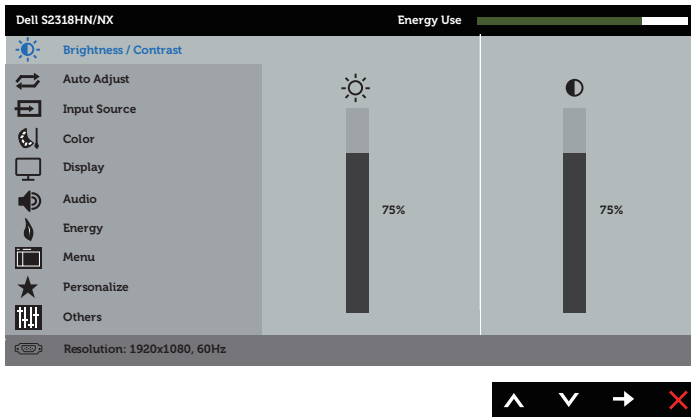 Dell S2318HN/NX Energy Use
Brightness / Contrast
Auto Adjust
Input Source
Color
Display
Audio
75% 75%
Energy
Menu
Personalize
Others
Resolution: 1920x1080, 60Hz